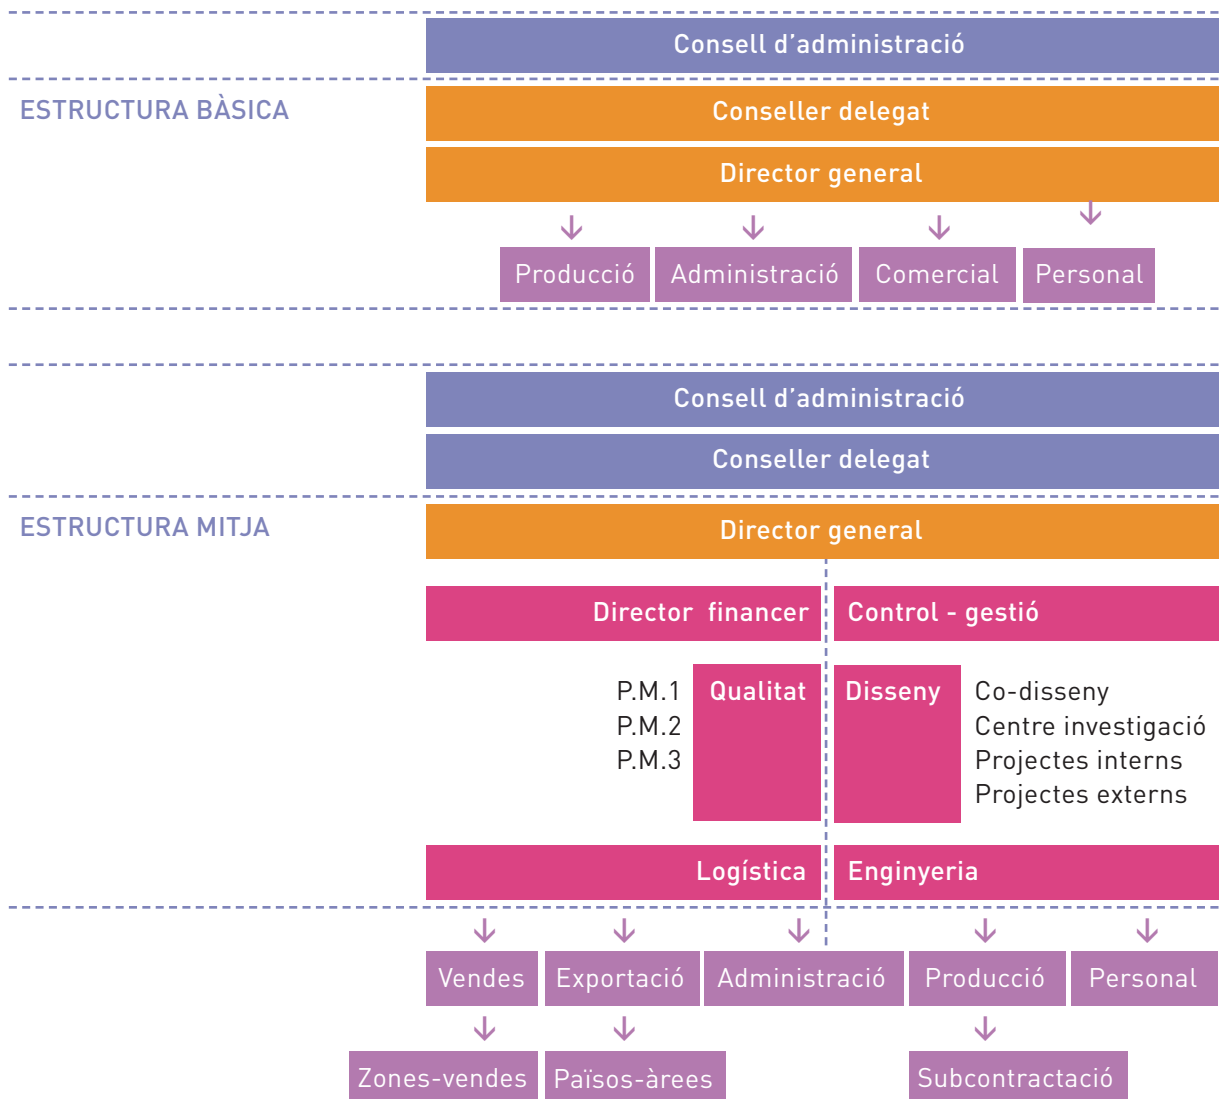 Consell d’administració
ESTRUCTURA BÀSICA
Conseller delegat
Director general
Producció
Administració
Comercial
Personal
Consell d’administració
Conseller delegat
ESTRUCTURA MITJA
Director general
Director financer
Control - gestió
P.M.1
P.M.2
P.M.3
Qualitat
Disseny
Co-disseny
Centre investigació
Projectes interns
Projectes externs
Logística
Enginyeria
Vendes
Exportació
Administració
Producció
Personal
Zones-vendes
Països-àrees
Subcontractació